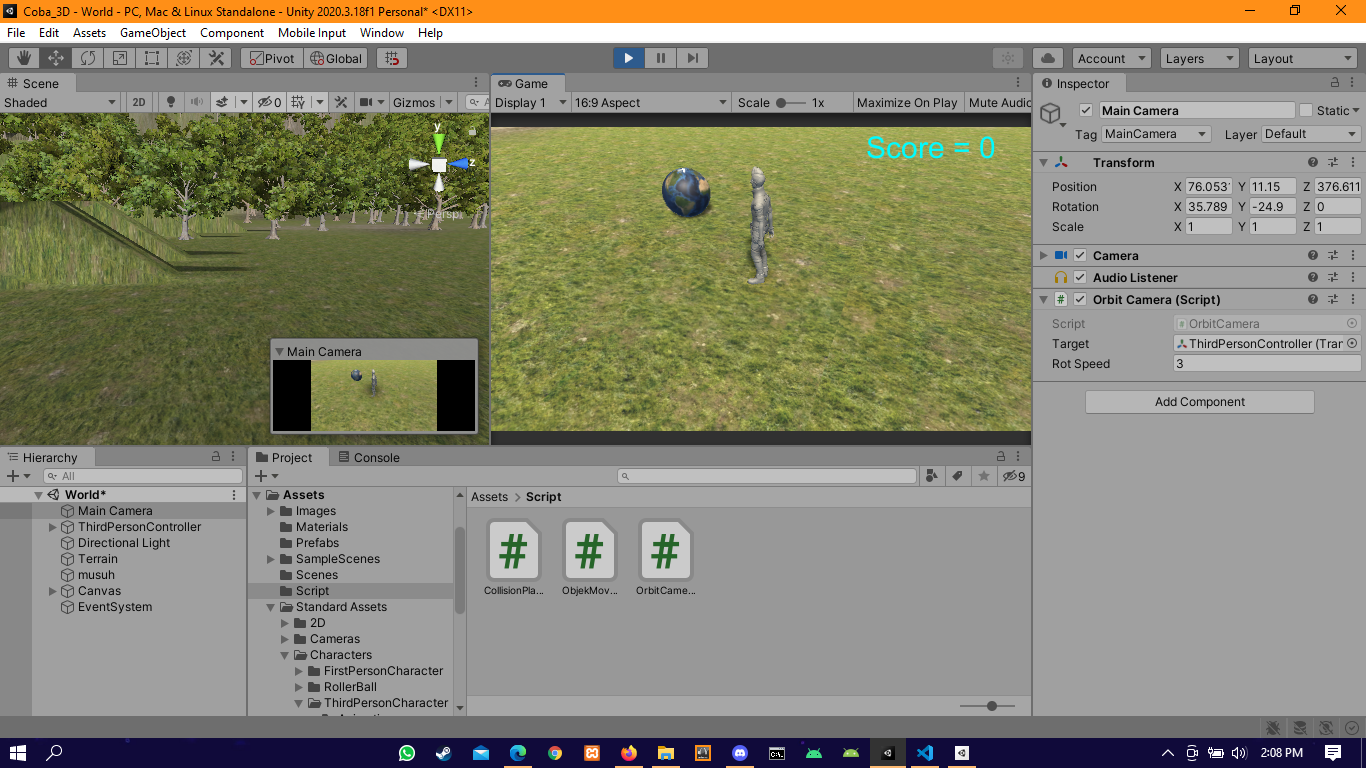 Coba_3D - World - PC, Mac & Linux Standalone - Unity 2020.3.18f1 Personal* <DX11>
File Edit Assets GameObject Component Mobile Input Window Help
Pivot Global Account Layers Layout
Scene
Shaded 2D 0 Gizmos A
y
z
Persp
Main Camera
Game
Display 1 16:9 Aspect Scale 1x Maximize On Play Mute Audio
Score = 0
Inspector
Main Camera Static
Tag MainCamera Layer Default
Transform
Position X 76.053 Y 11.15 Z 376.611
Rotation X 35.789 Y -24.9 Z 0
Scale X 1 Y 1 Z 1
Camera
Audio Listener
Orbit Camera (Script)
Script OrbitCamera
Target ThirdPersonController (Tran
Rot Speed 3
Add Component
Hierarchy
All
World*
Main Camera
ThirdPersonController
Directional Light
Terrain
musuh
Canvas
EventSystem
Project Console
9
Assets
Images
Materials
Prefabs
SampleScenes
Scenes
Script
Standard Assets
2D
Cameras
Characters
FirstPersonCharacter
RollerBall
ThirdPersonCharacter
Assets > Script
CollisionPla... ObjekMov... OrbitCame...
2:08 PM